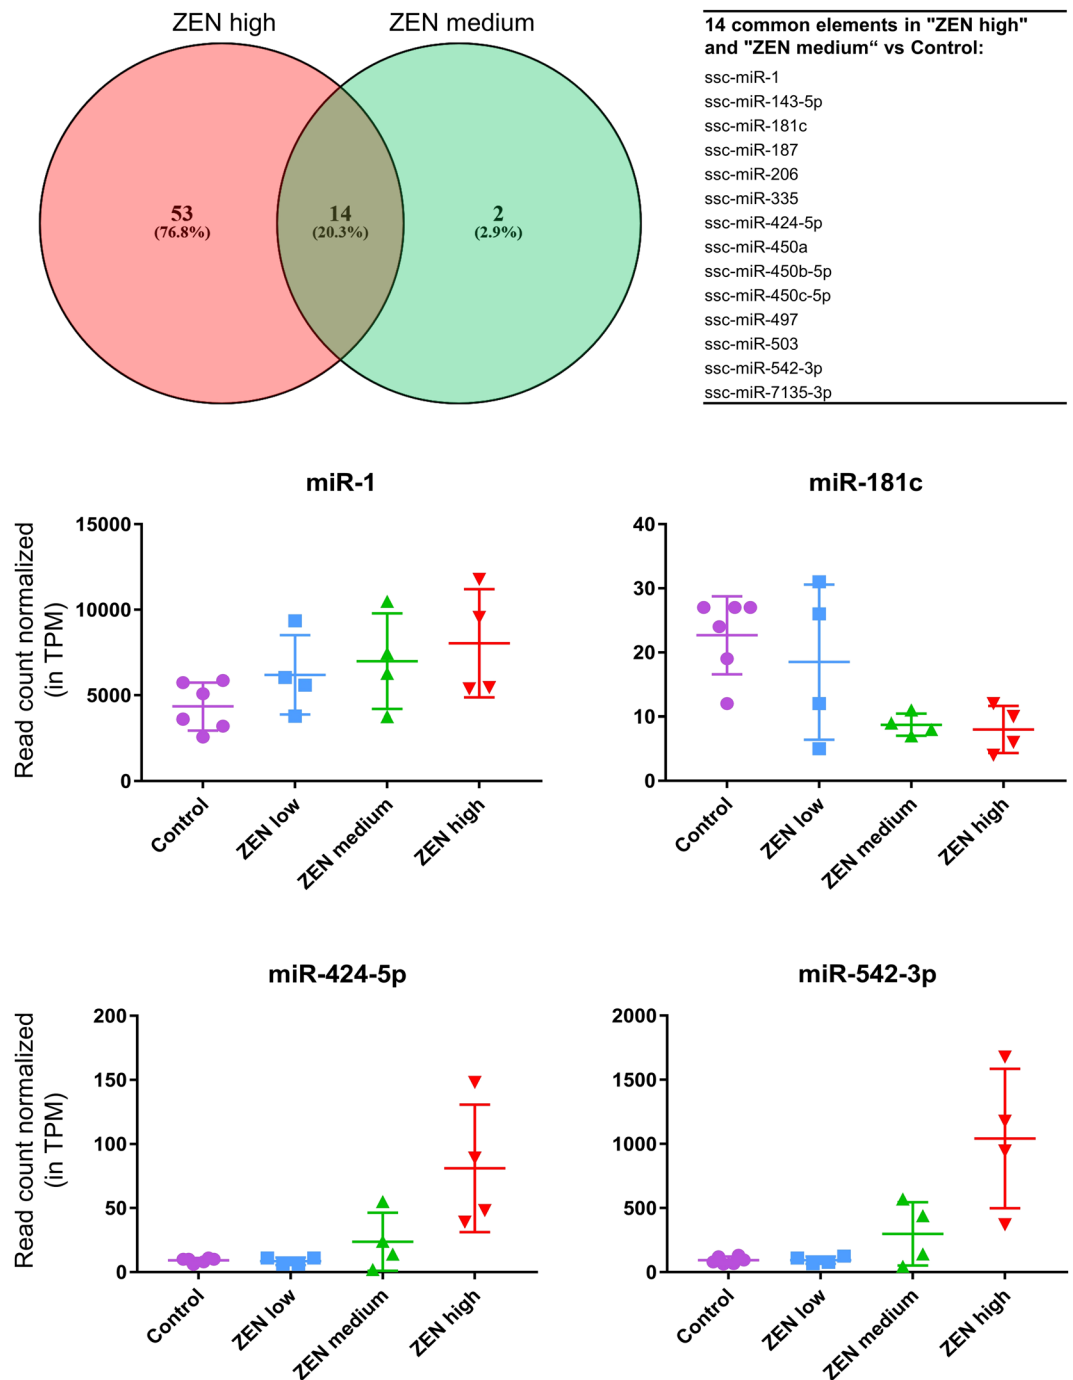 ZEN high
ZEN medium
53
(76.8%)
14
(20.3%)
2
(2.9%)
14 common elements in "ZEN high"
and "ZEN medium“ vs Control:
ssc-miR-1
ssc-miR-143-5p
ssc-miR-181c
ssc-miR-187
ssc-miR-206
ssc-miR-335
ssc-miR-424-5p
ssc-miR-450a
ssc-miR-450b-5p
ssc-miR-450c-5p
ssc-miR-497
ssc-miR-503
ssc-miR-542-3p
ssc-miR-7135-3p
miR-1
Read count normalized
(in TPM)
15000
10000
5000
0
Control
ZEN low
ZEN medium
ZEN high
miR-181c
40
30
20
10
0
Control
ZEN low
ZEN medium
ZEN high
miR-424-5p
Read count normalized
(in TPM)
200
150
100
50
0
Control
ZEN low
ZEN medium
ZEN high
miR-542-3p
2000
1500
1000
500
0
Control
ZEN low
ZEN medium
ZEN high